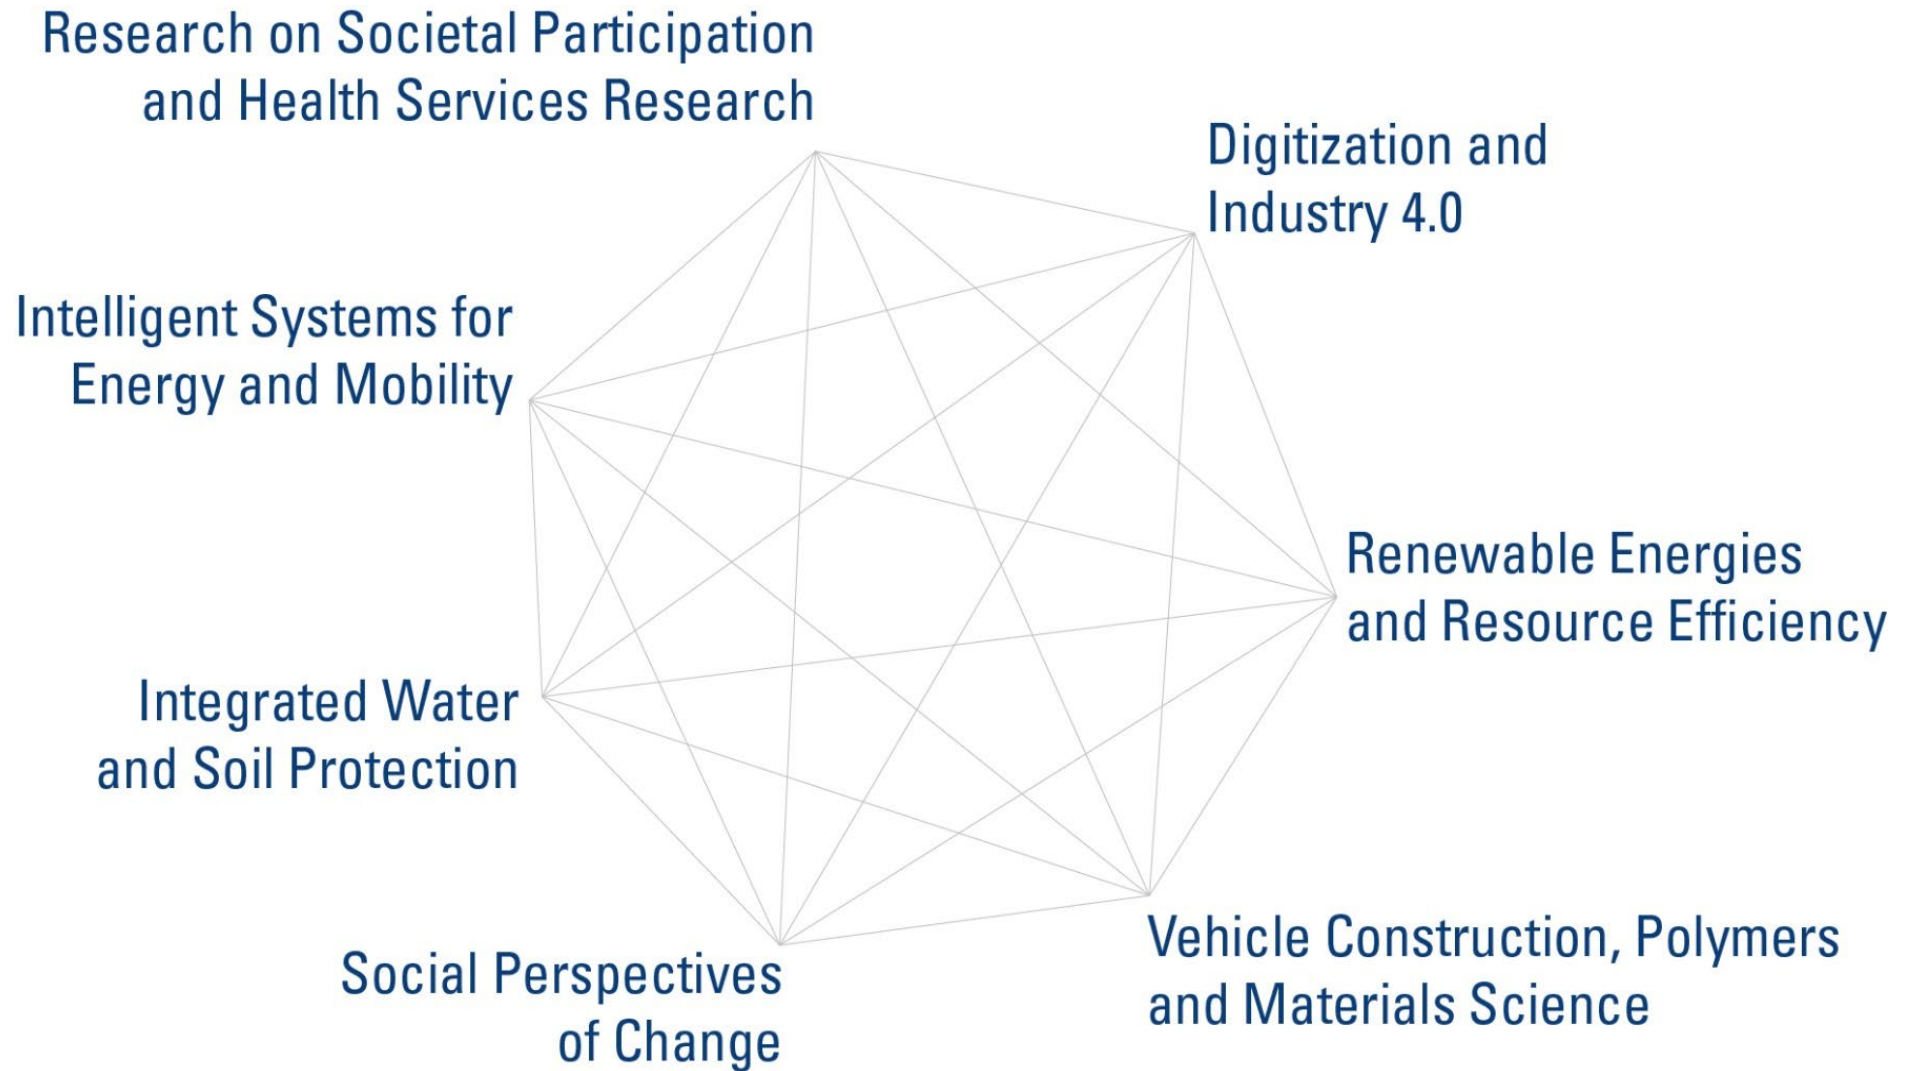 Research on Societal Participation
and Health Services Research
Digitization and
Industry 4.0
Intelligent Systems for
Energy and Mobility
Renewable Energies
and Resource Efficiency
Integrated Water
and Soil Protection
Vehicle Construction, Polymers
and Materials Science
Social Perspectives
of Change